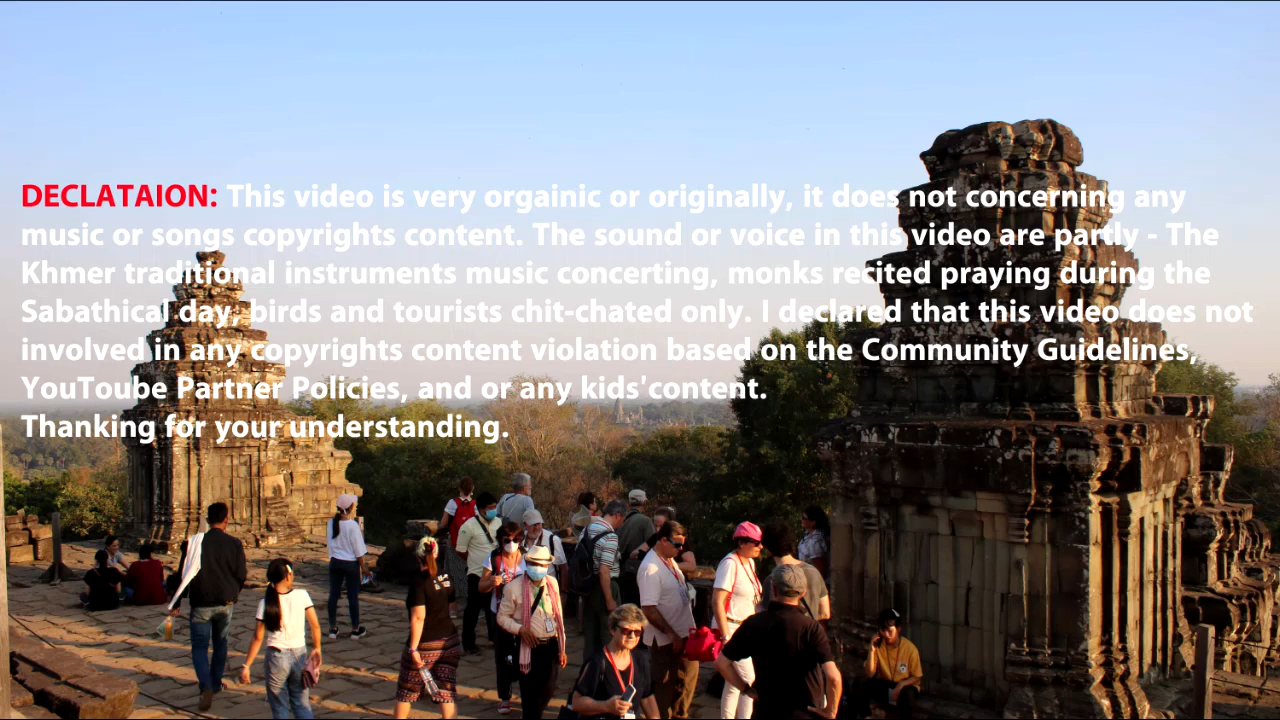 DECLATAION: This video is very orgainic or originally, it does not concerning any
music or songs copyrights content. The sound or voice in this video are partly - The
Khmer traditional instruments music concerting, monks recited praying during the
Sabathical day, birds and tourists chit-chated only. I declared that this video does not
involved in any copyrights content violation based on the Community Guidelines,
YouToube Partner Policies, and or any kids'content.
Thanking for your understanding.